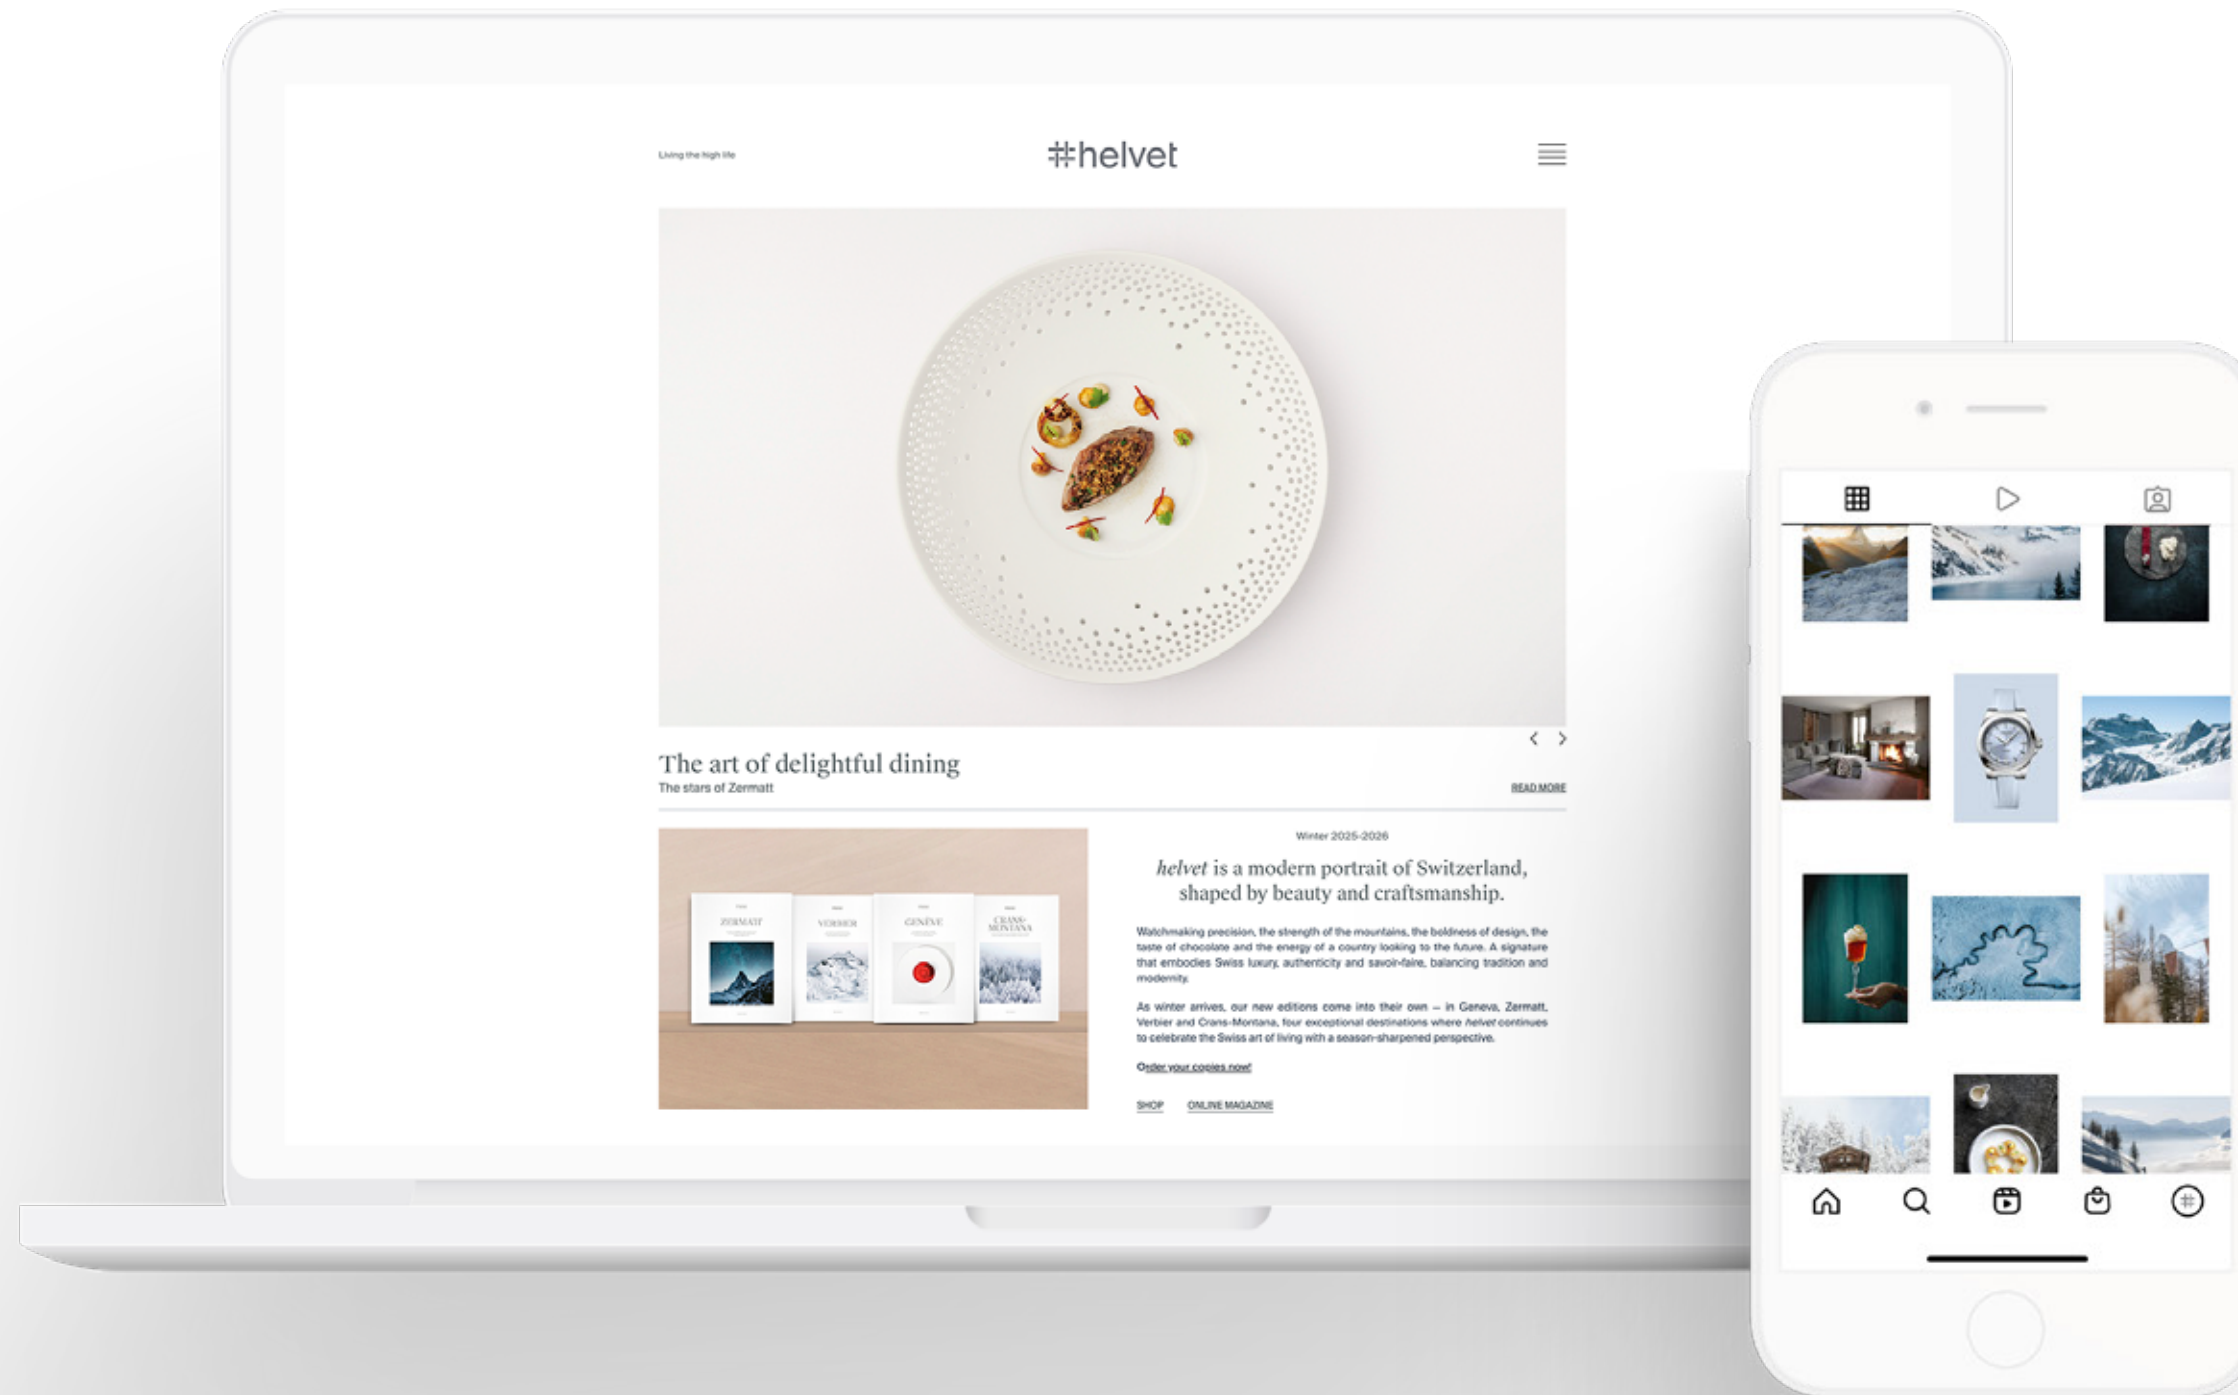 Living the high life
#helvet
The art of delightful dining
The stars of Zermatt
READ MORE
ZERMATT
VERBIER
GENÈVE
CRANS-
MONTANA
Winter 2025-2026
helvet is a modern portrait of Switzerland,
shaped by beauty and craftsmanship.
Watchmaking precision, the strength of the mountains, the boldness of design, the
taste of chocolate and the energy of a country looking to the future. A signature
that embodies Swiss luxury, authenticity and savoir-faire, balancing tradition and
modernity.
As winter arrives, our new editions come into their own – in Geneva, Zermatt,
Verbier and Crans-Montana, four exceptional destinations where helvet continues
to celebrate the Swiss art of living with a season-sharpened perspective.
Order your copies now!
SHOP
ONLINE MAGAZINE
#